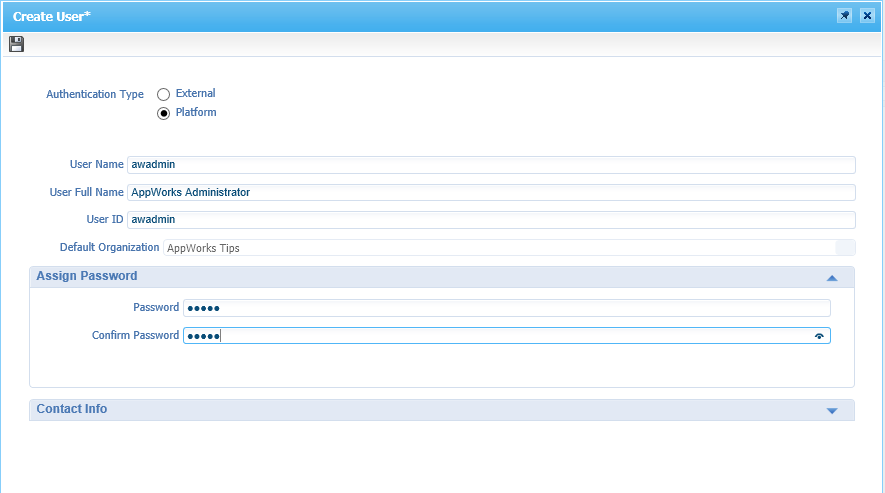 Create User*
Authentication Type
External
Platform
User Name awadmin
User Full Name AppWorks Administrator
User ID awadmin
Default Organization AppWorks Tips
Assign Password
Password ●●●●●
Confirm Password ●●●●●
Contact Info